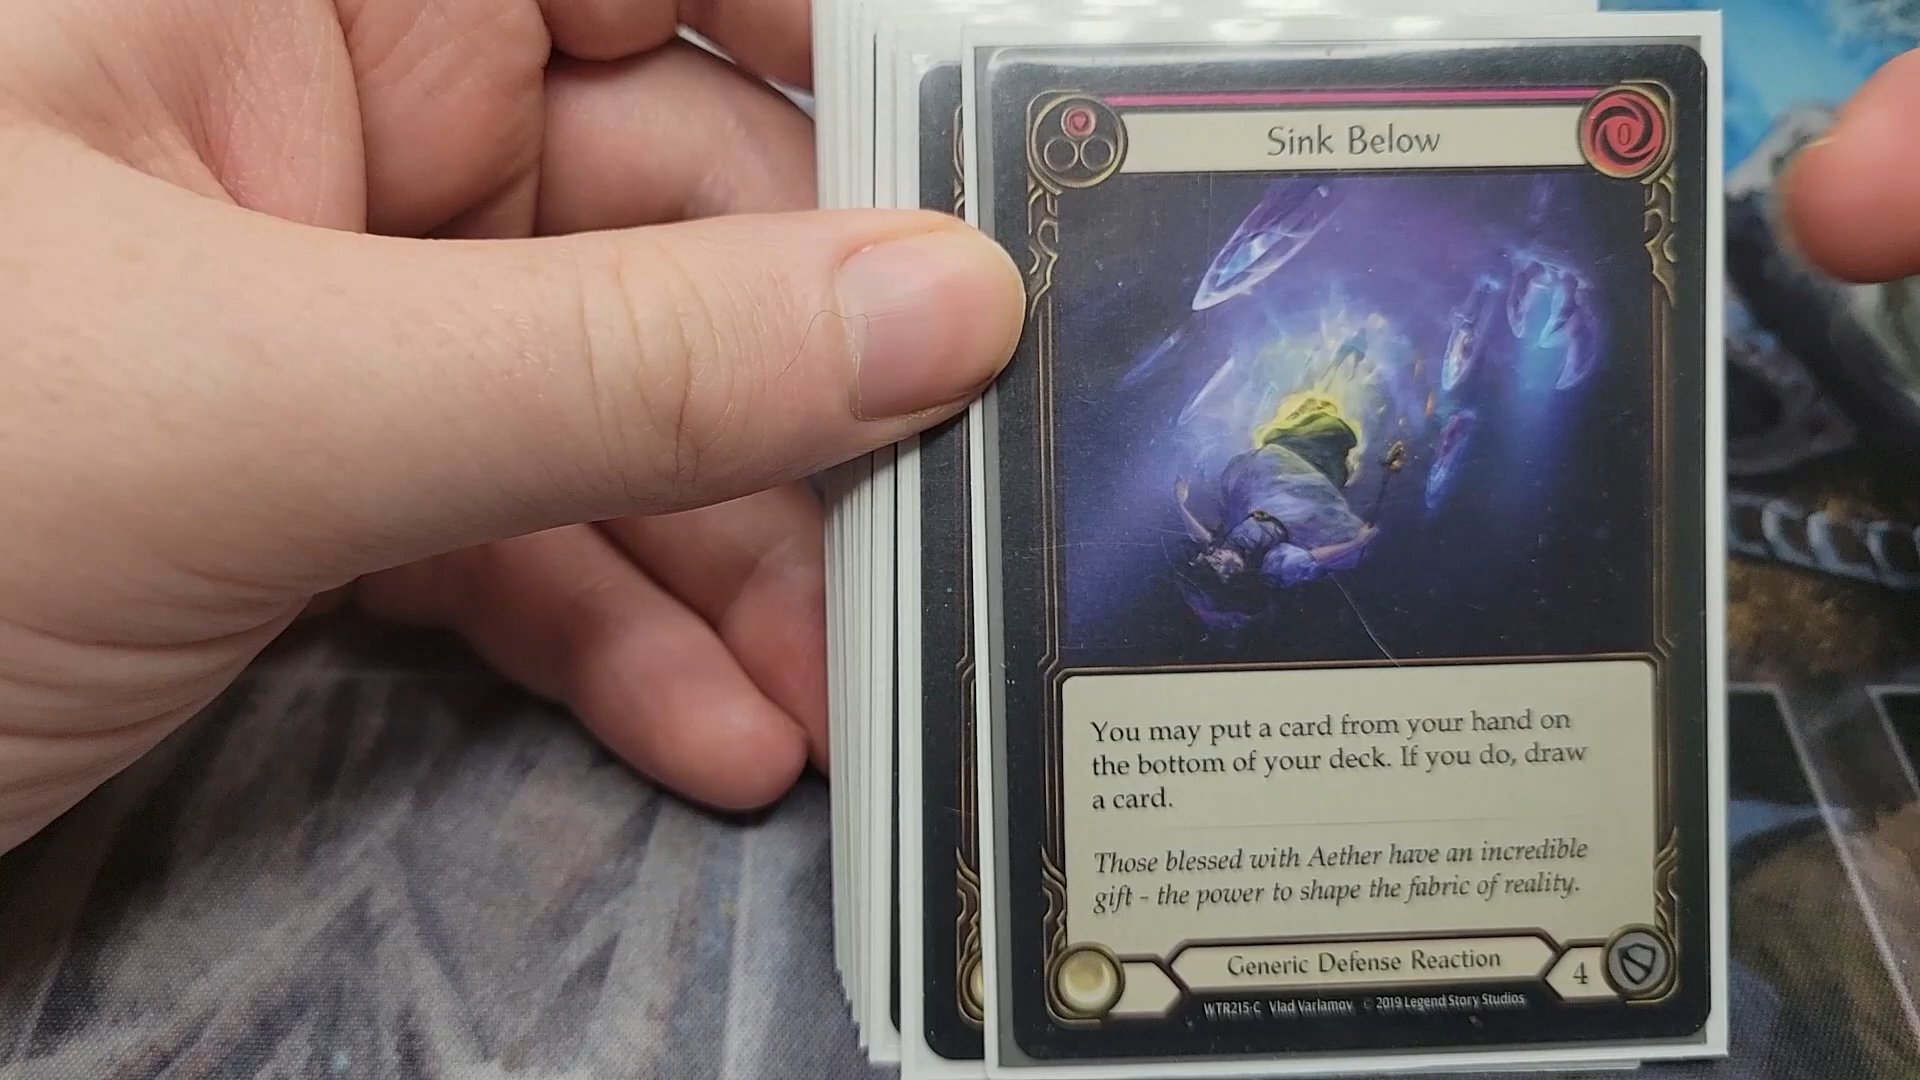 Sink Below
0
You may put a card from your hand on
the bottom of your deck. If you do, draw
a card.
Those blessed with Aether have an incredible
gift - the power to shape the fabric of reality.
Generic Defense Reaction
4
WTR215-C Vlad Varlamov © 2019 Legend Story Studios